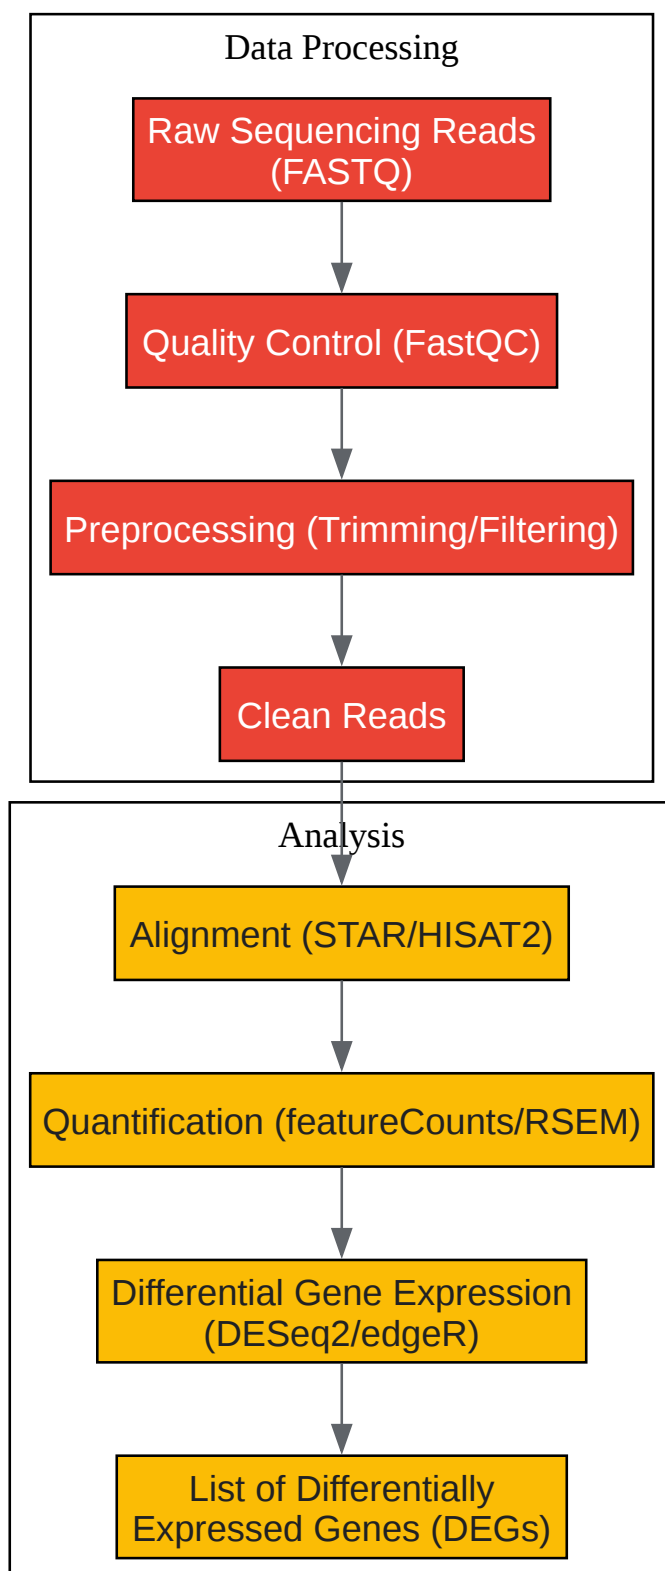 Data Processing
Raw Sequencing Reads
(FASTQ)
Quality Control (FastQC)
Preprocessing (Trimming/Filtering)
Clean Reads
Analysis
Alignment (STAR/HISAT2)
Quantification (featureCounts/RSEM)
Differential Gene Expression
(DESeq2/edgeR)
List of Differentially
Expressed Genes (DEGs)